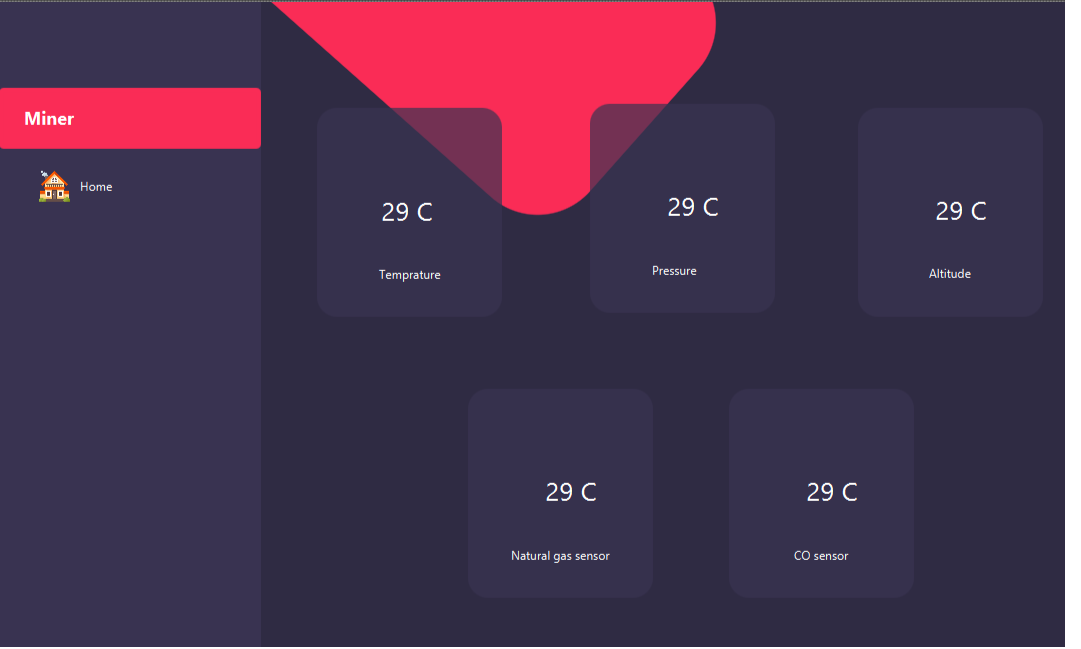 Miner
Home
29 C
Temprature
29 C
Pressure
29 C
Altitude
29 C
Natural gas sensor
29 C
CO sensor